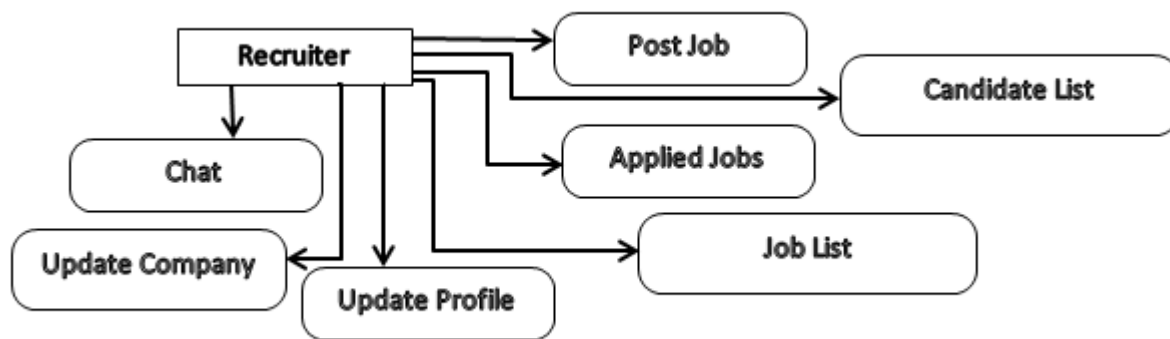 Recruiter
Post Job
Candidate List
Applied Jobs
Chat
Job List
Update Company
Update Profile